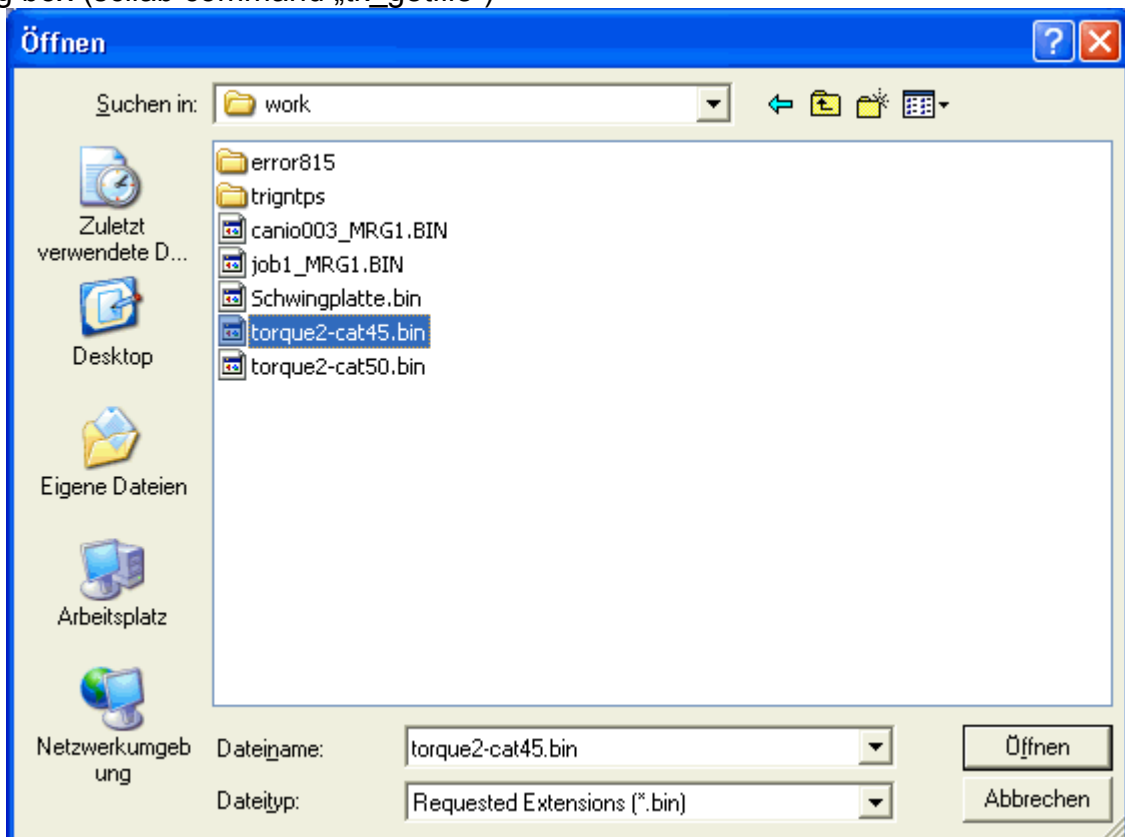 Öffnen
Suchen in:
work
Zuletzt
verwendete D...
Desktop
Eigene Dateien
Arbeitsplatz
Netzwerkumgeb
ung
error815
trigntps
canio003_MRG1.BIN
job1_MRG1.BIN
Schwingplatte.bin
torque2-cat45.bin
torque2-cat50.bin
Dateiname:
torque2-cat45.bin
Öffnen
Dateityp:
Requested Extensions (*.bin)
Abbrechen